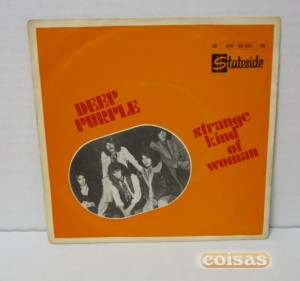 Stateside
DEEP
PURPLE
strange
kind
of
woman
coisas